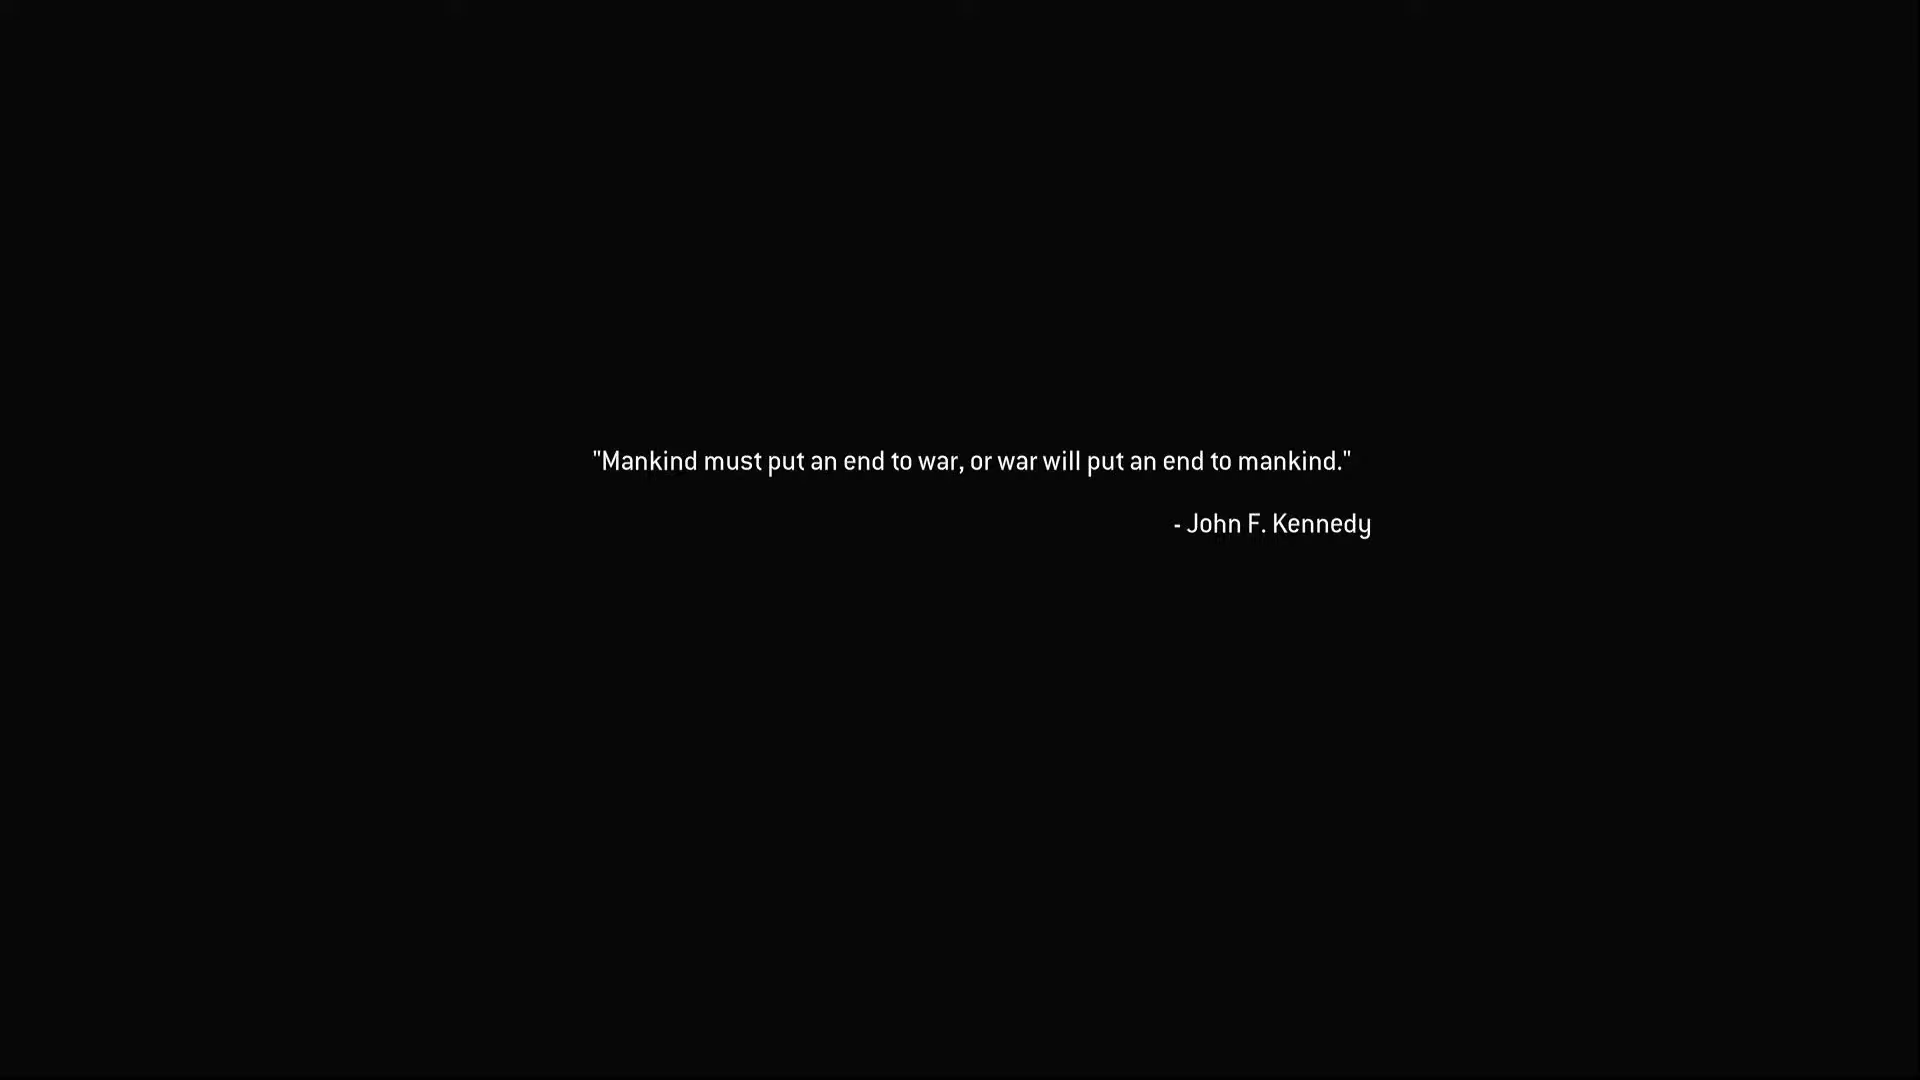 "Mankind must put an end to war, or war will put an end to mankind."
- John F. Kennedy